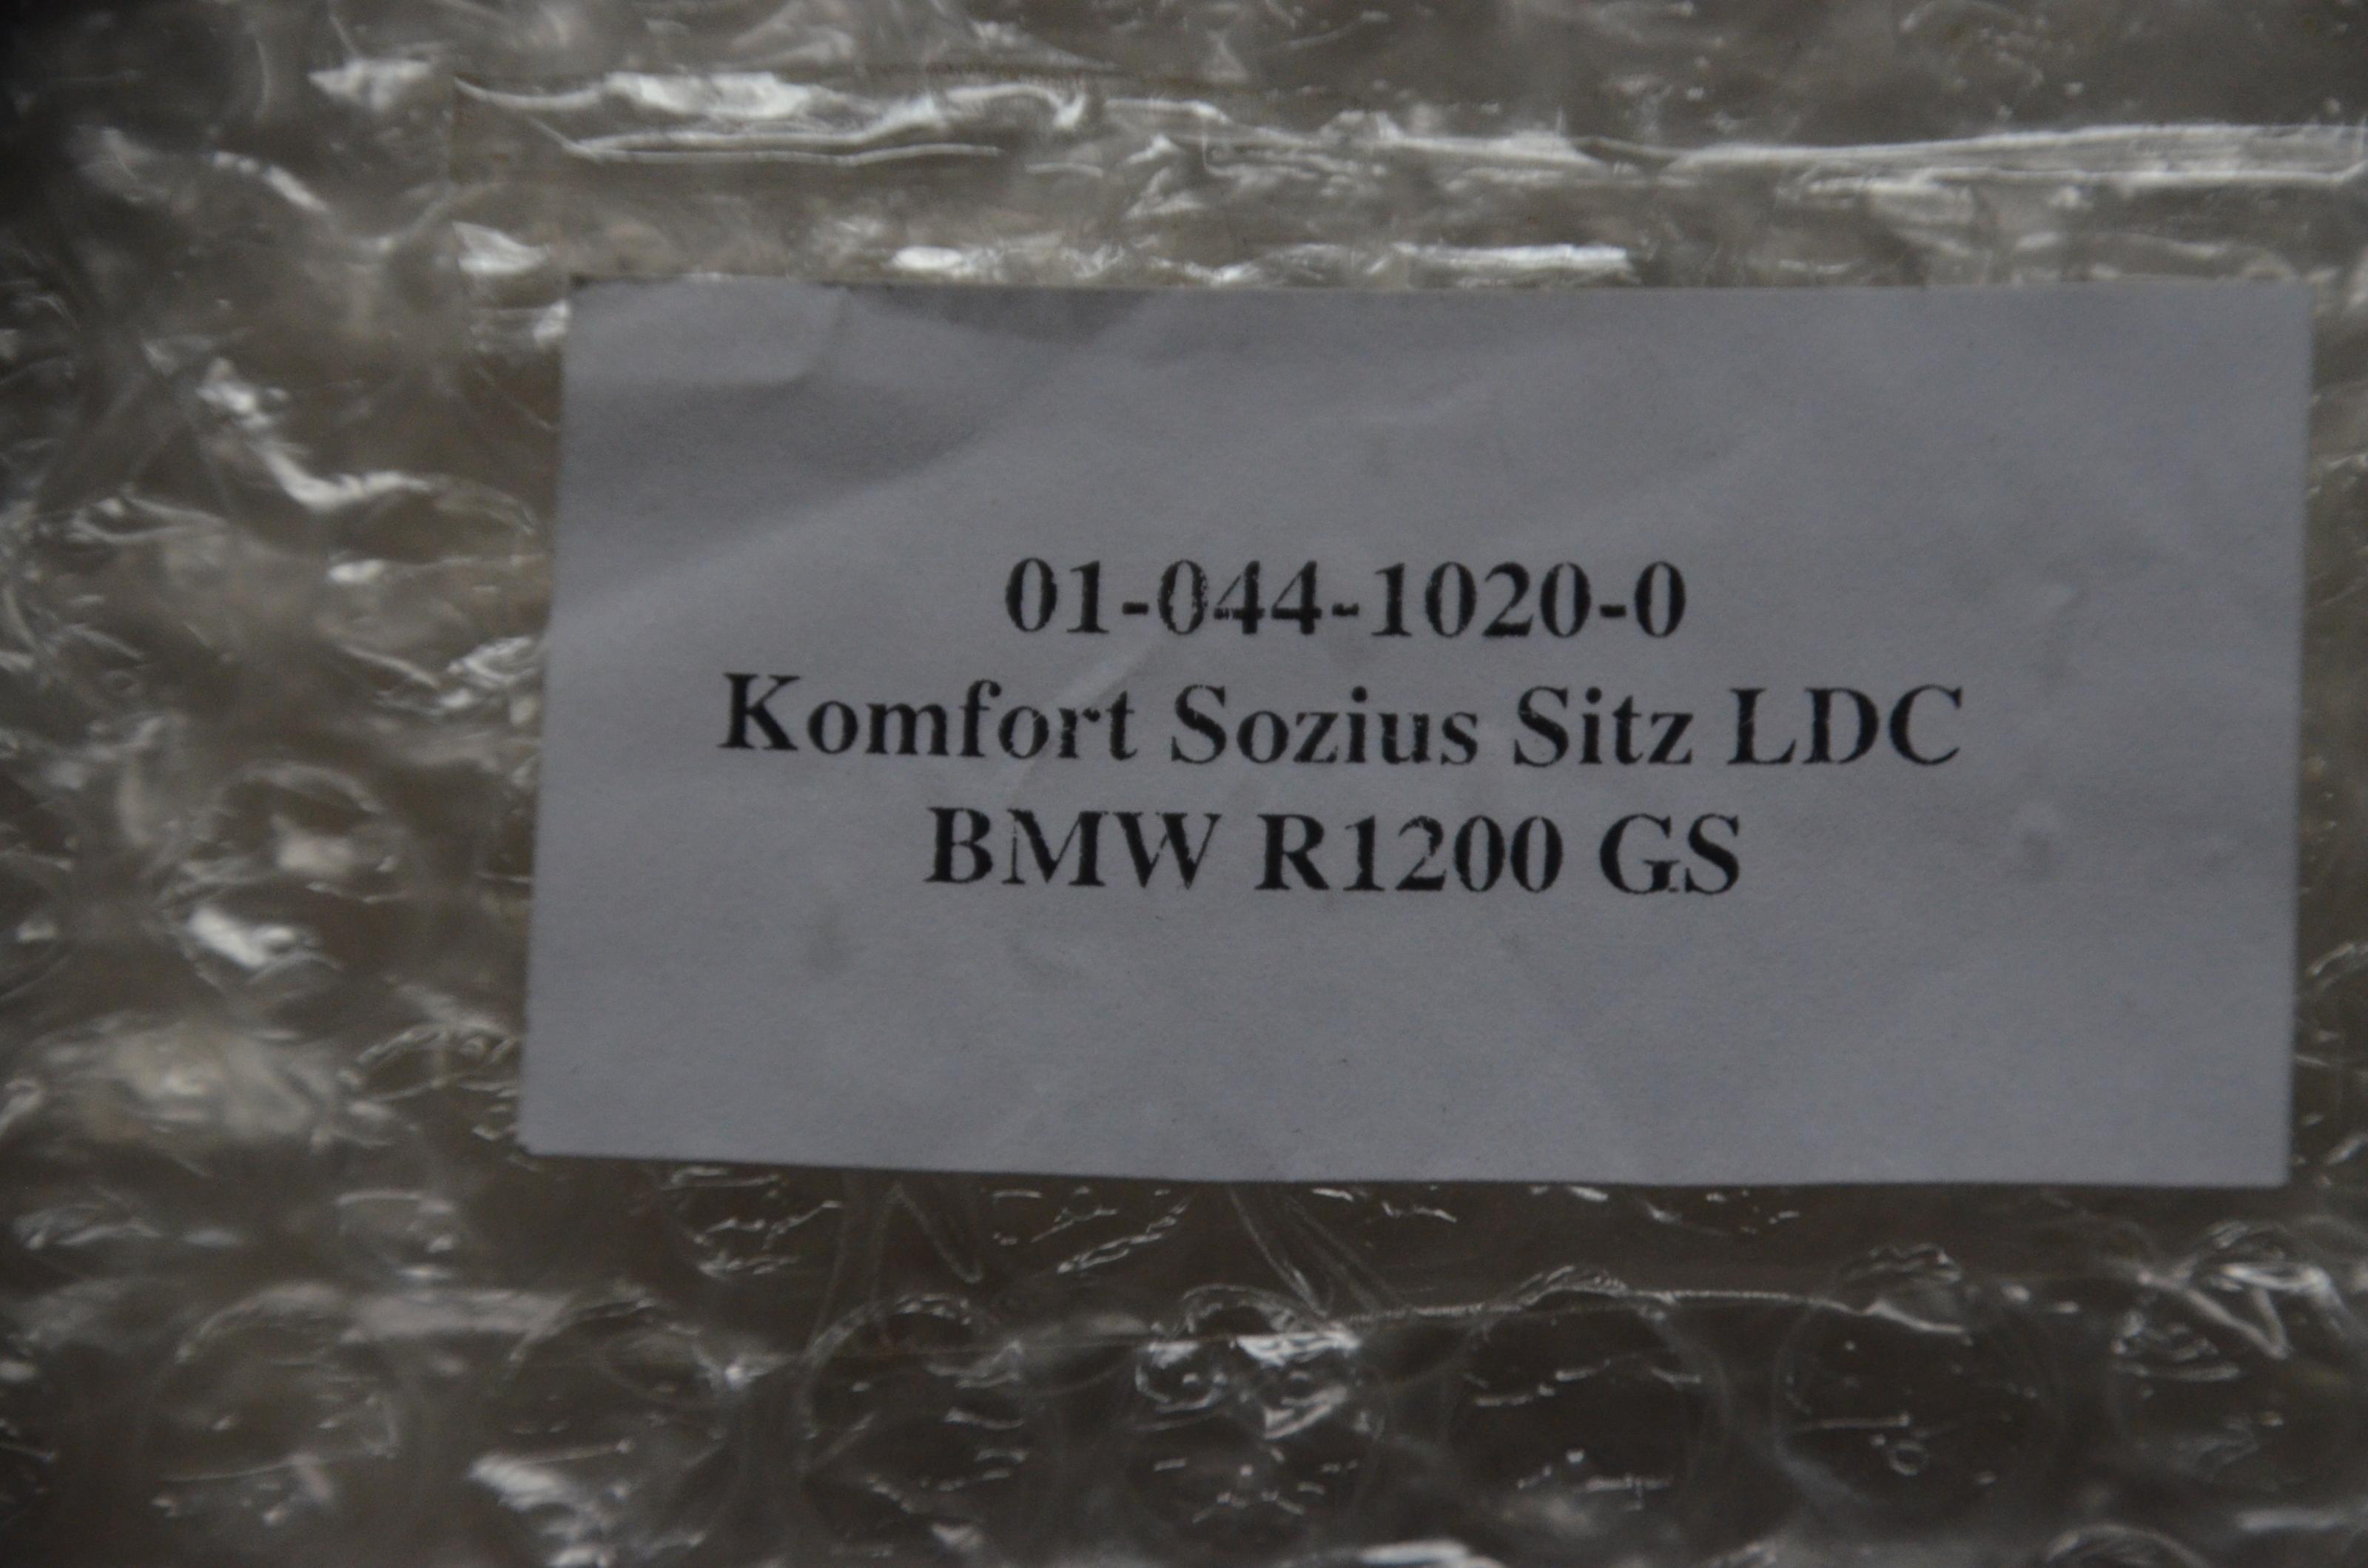 01-044-1020-0
Komfort Sozius Sitz LDC
BMW R1200 GS